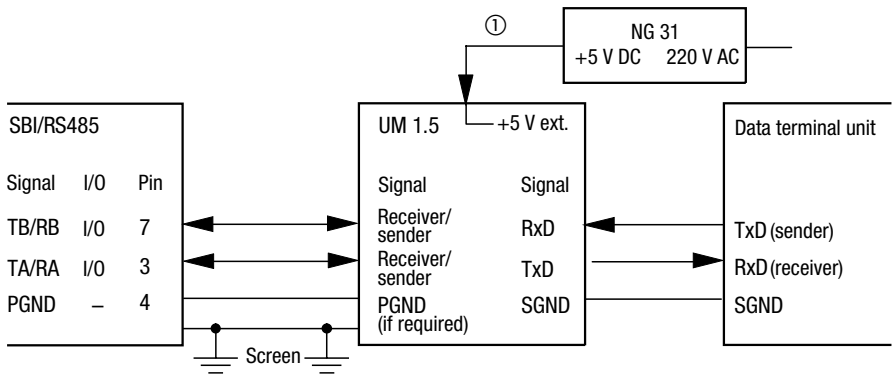 ①
NG 31
+5 V DC 220 V AC
SBI/RS485
Signal I/O Pin
TB/RB I/O 7
TA/RA I/O 3
PGND – 4
Screen
UM 1.5
+5 V ext.
Signal Signal
Receiver/
sender
RxD
Receiver/
sender
TxD
PGND
(if required)
SGND
Data terminal unit
TxD (sender)
RxD (receiver)
SGND